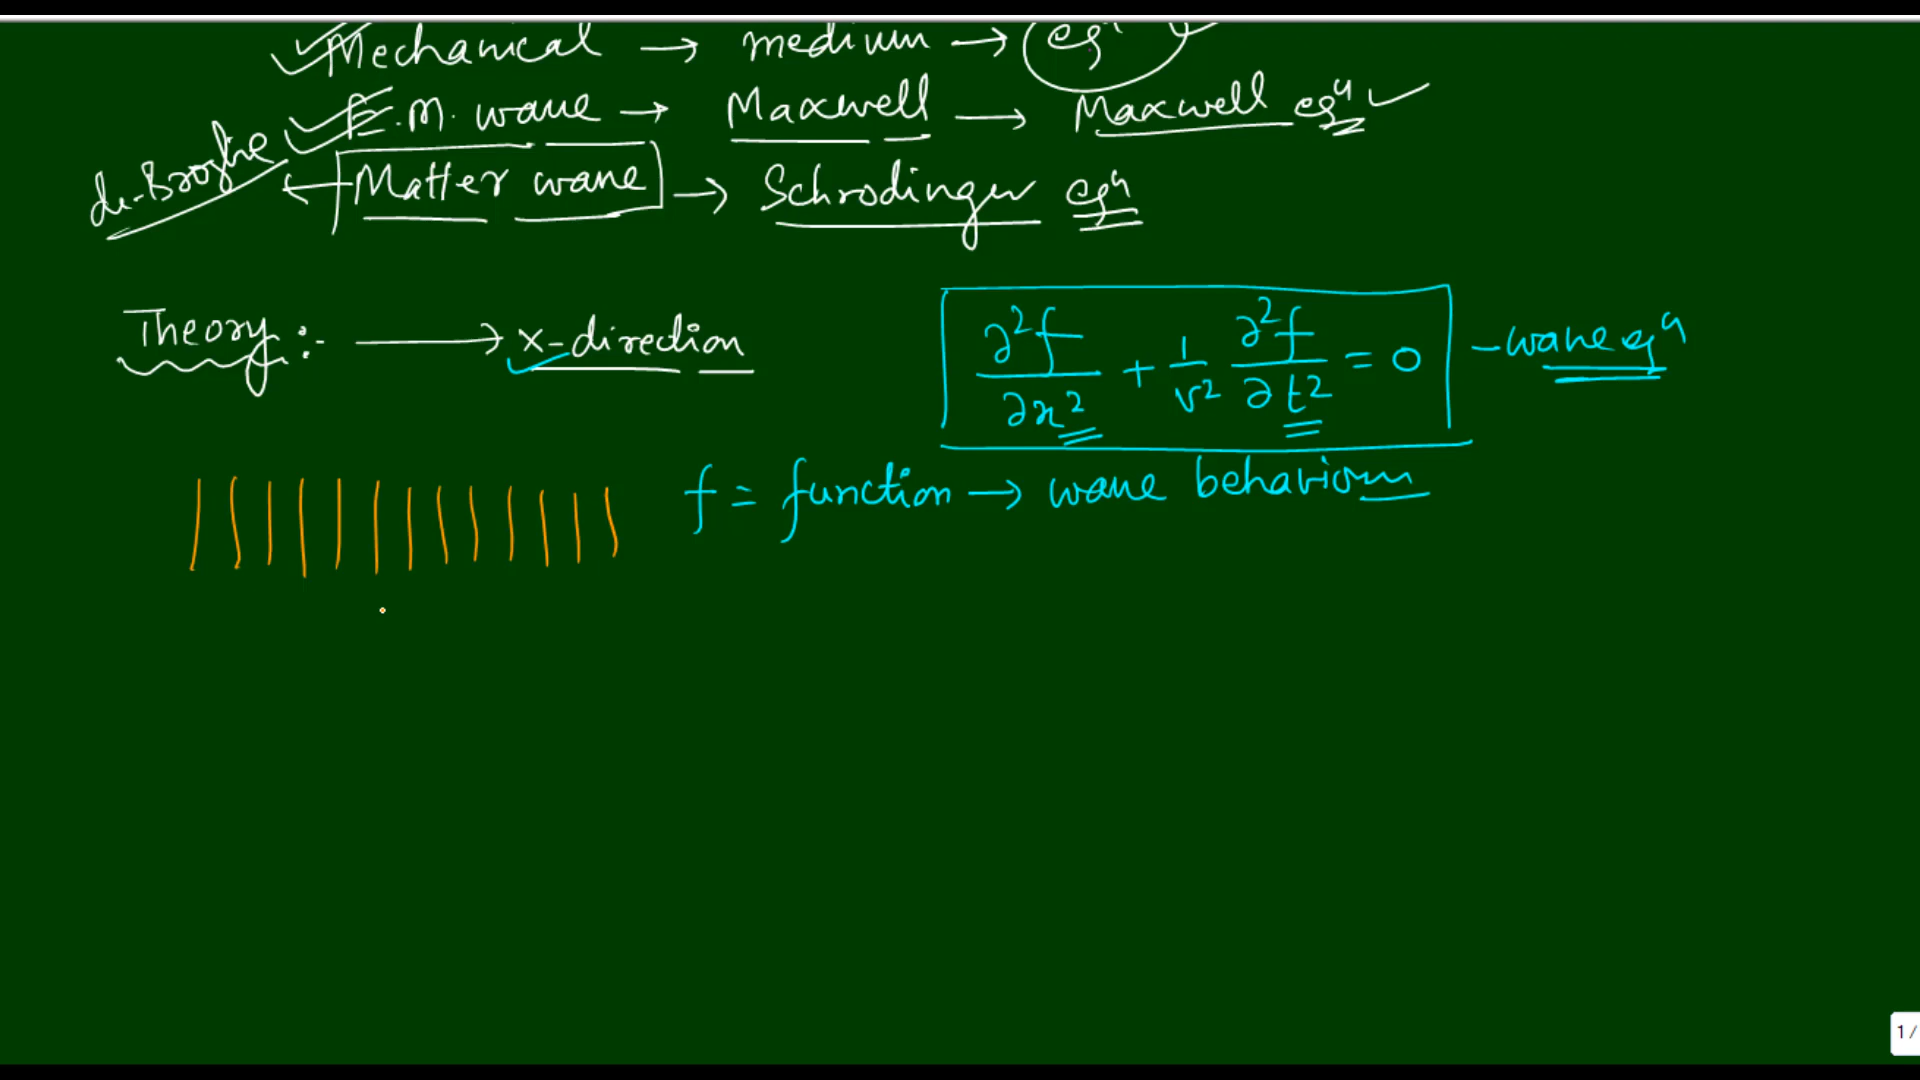 Mechanical → medium → eqⁿ
E.M. wave → Maxwell → Maxwell eqⁿ ✓
de-Broglie ← Matter wave → Schrodinger eqⁿ
Theory :- → x-direction
∂²f/∂x² + 1/v² ∂²f/∂t² = 0 - wave eqⁿ
f = function → wave behaviour
1 /